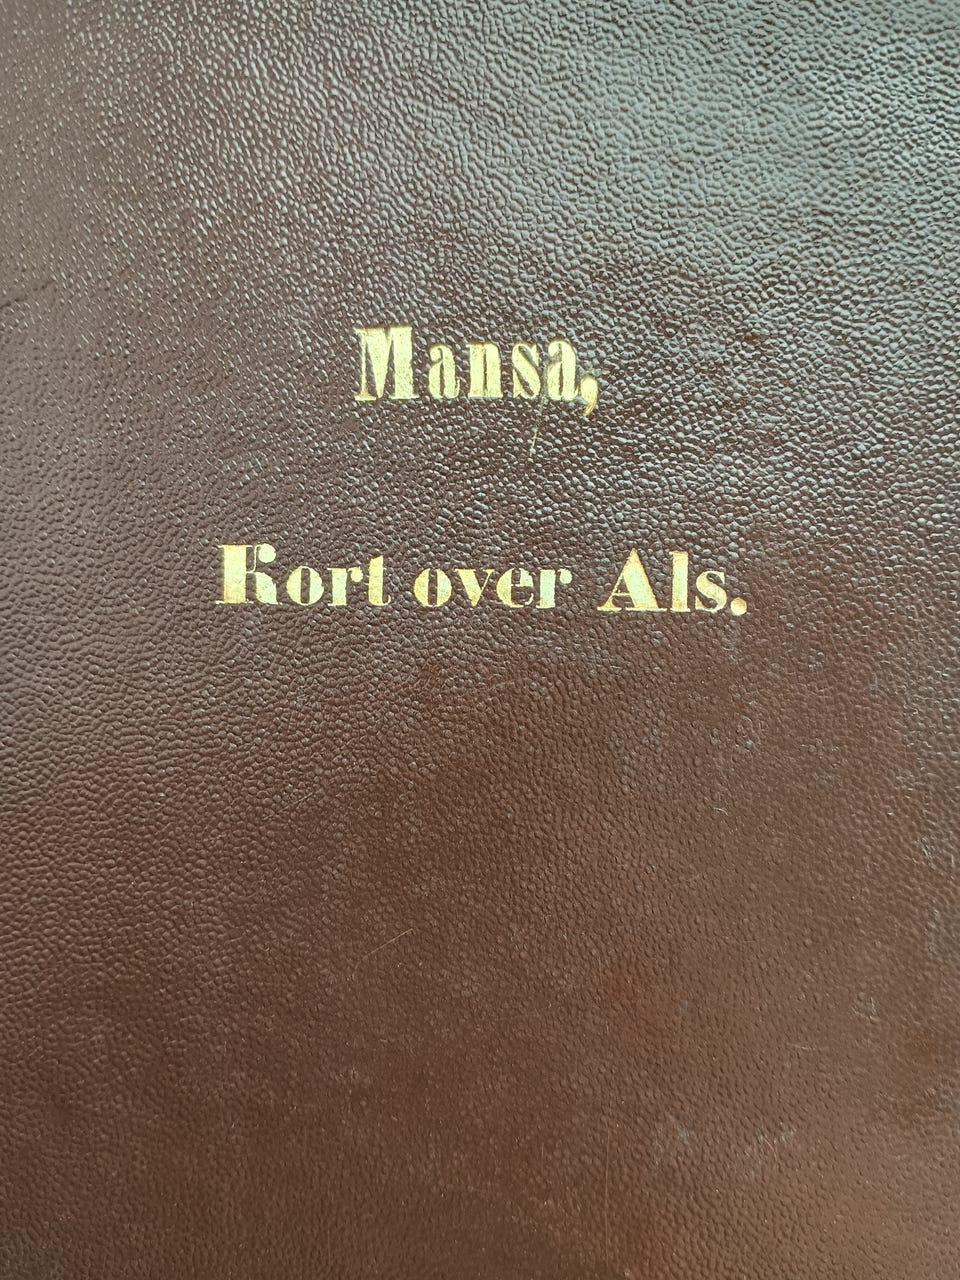 Mansa,
Kort over Als.